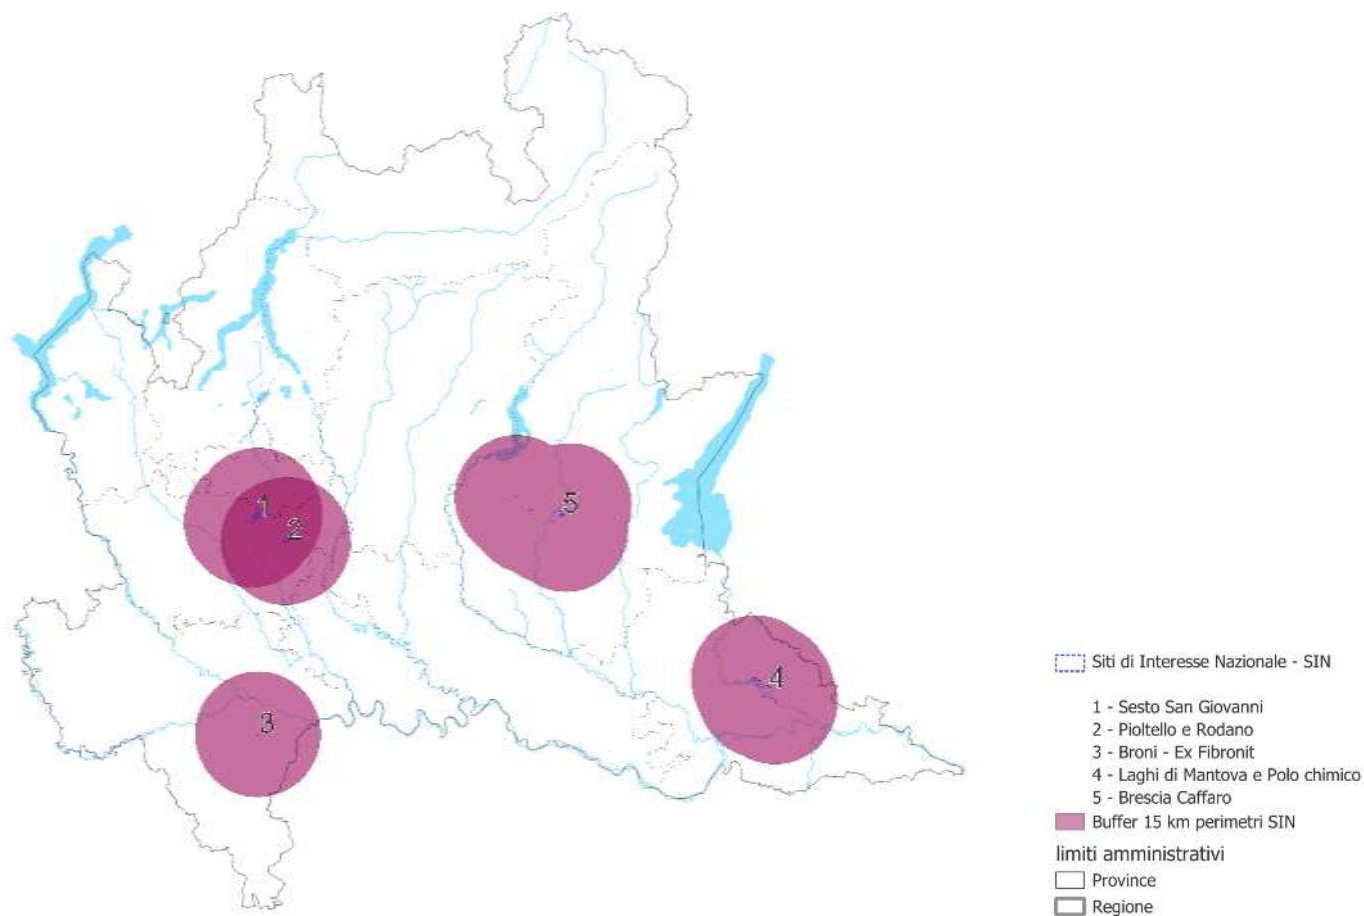 1
2
5
4
3
Siti di Interesse Nazionale - SIN
1 - Sesto San Giovanni
2 - Pioltello e Rodano
3 - Broni - Ex Fibronit
4 - Laghi di Mantova e Polo chimico
5 - Brescia Caffaro
Buffer 15 km perimetri SIN
limiti amministrativi
Province
Regione